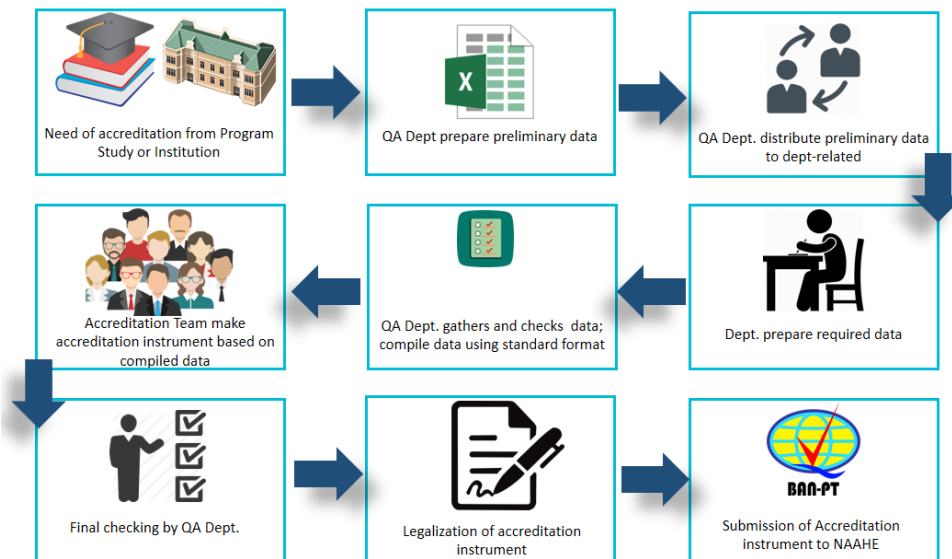 Need of accreditation from Program
Study or Institution
X
QA Dept prepare preliminary data
QA Dept. distribute preliminary data
to dept-related
Dept. prepare required data
QA Dept. gathers and checks data;
compile data using standard format
Accreditation Team make
accreditation instrument based on
compiled data
Final checking by QA Dept.
Legalization of accreditation
instrument
BAN-PT
Submission of Accreditation
instrument to NAAHE